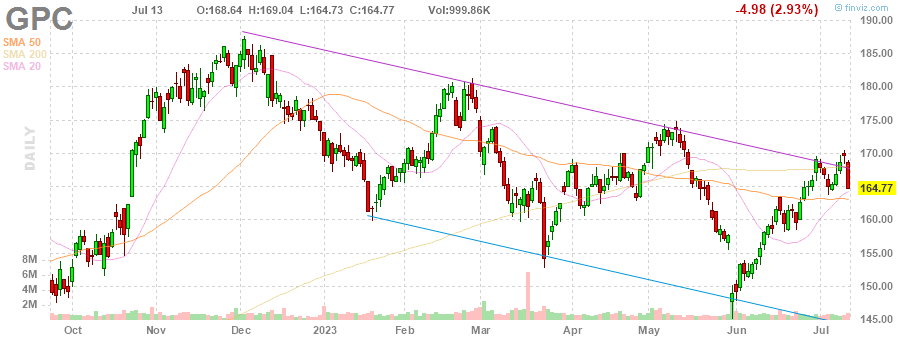 GPC Jul 13 O:168.64 H:169.04 L:164.73 C:164.77 Vol:999.86K -4.98 (2.93%) © finviz.com
SMA 50
SMA 200
SMA 20
DAILY
190.00
185.00
180.00
175.00
170.00
164.77
160.00
155.00
150.00
145.00
8M
6M
4M
2M
Oct Nov Dec 2023 Feb Mar Apr May Jun Jul